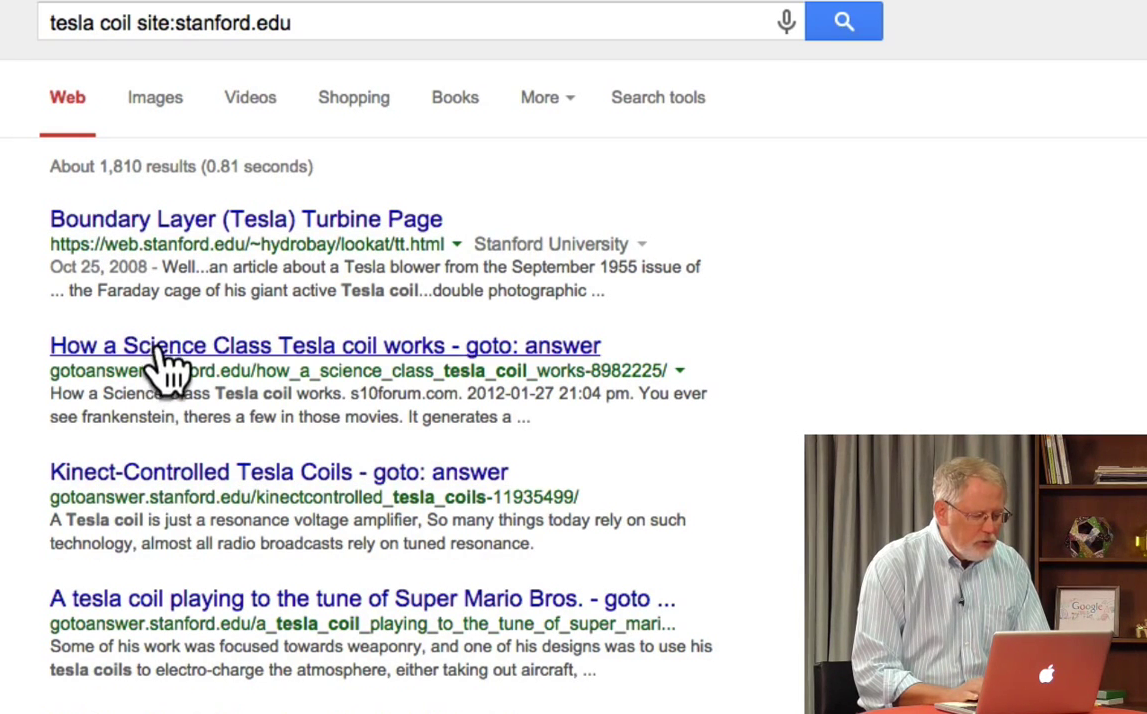 tesla coil site:stanford.edu
Web Images Videos Shopping Books More Search tools
About 1,810 results (0.81 seconds)
Boundary Layer (Tesla) Turbine Page
https://web.stanford.edu/~hydrobay/lookat/tt.html Stanford University
Oct 25, 2008 - Well...an article about a Tesla blower from the September 1955 issue of
... the Faraday cage of his giant active Tesla coil...double photographic ...
How a Science Class Tesla coil works - goto: answer
gotoanswer ord.edu/how_a_science_class_tesla_coil_works-8982225/
How a Science Class Tesla coil works. s10forum.com. 2012-01-27 21:04 pm. You ever
see frankenstein, theres a few in those movies. It generates a ...
Kinect-Controlled Tesla Coils - goto: answer
gotoanswer.stanford.edu/kinectcontrolled_tesla_coils-11935499/
A Tesla coil is just a resonance voltage amplifier, So many things today rely on such
technology, almost all radio broadcasts rely on tuned resonance.
A tesla coil playing to the tune of Super Mario Bros. - goto ...
gotoanswer.stanford.edu/a_tesla_coil_playing_to_the_tune_of_super_mari...
Some of his work was focused towards weaponry, and one of his designs was to use his
tesla coils to electro-charge the atmosphere, either taking out aircraft, ...
Google